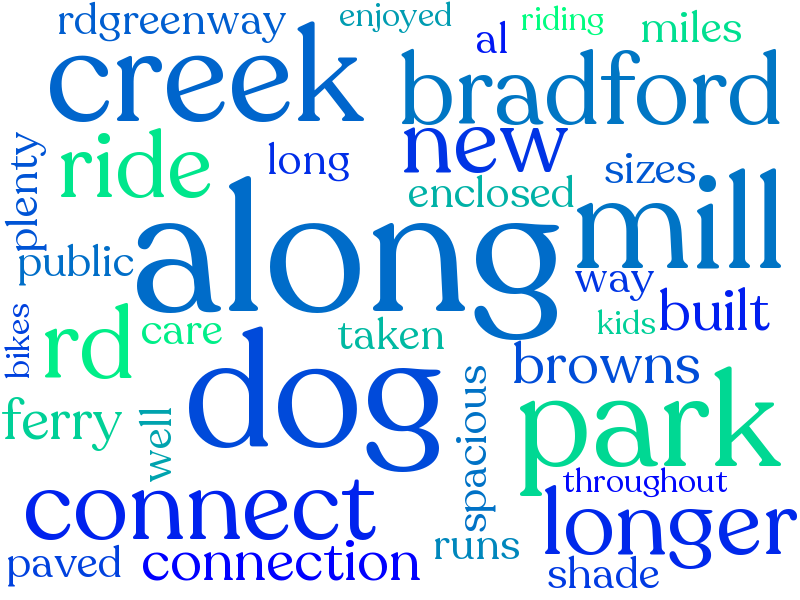 rdgreenway
enjoyed
al
riding
miles
creek
bradford
new
ride
long
plenty
enclosed
sizes
along
mill
public
way
built
bikes
rd
care
taken
kids
dog
browns
ferry
well
spacious
park
throughout
connect
longer
paved
connection
runs
shade